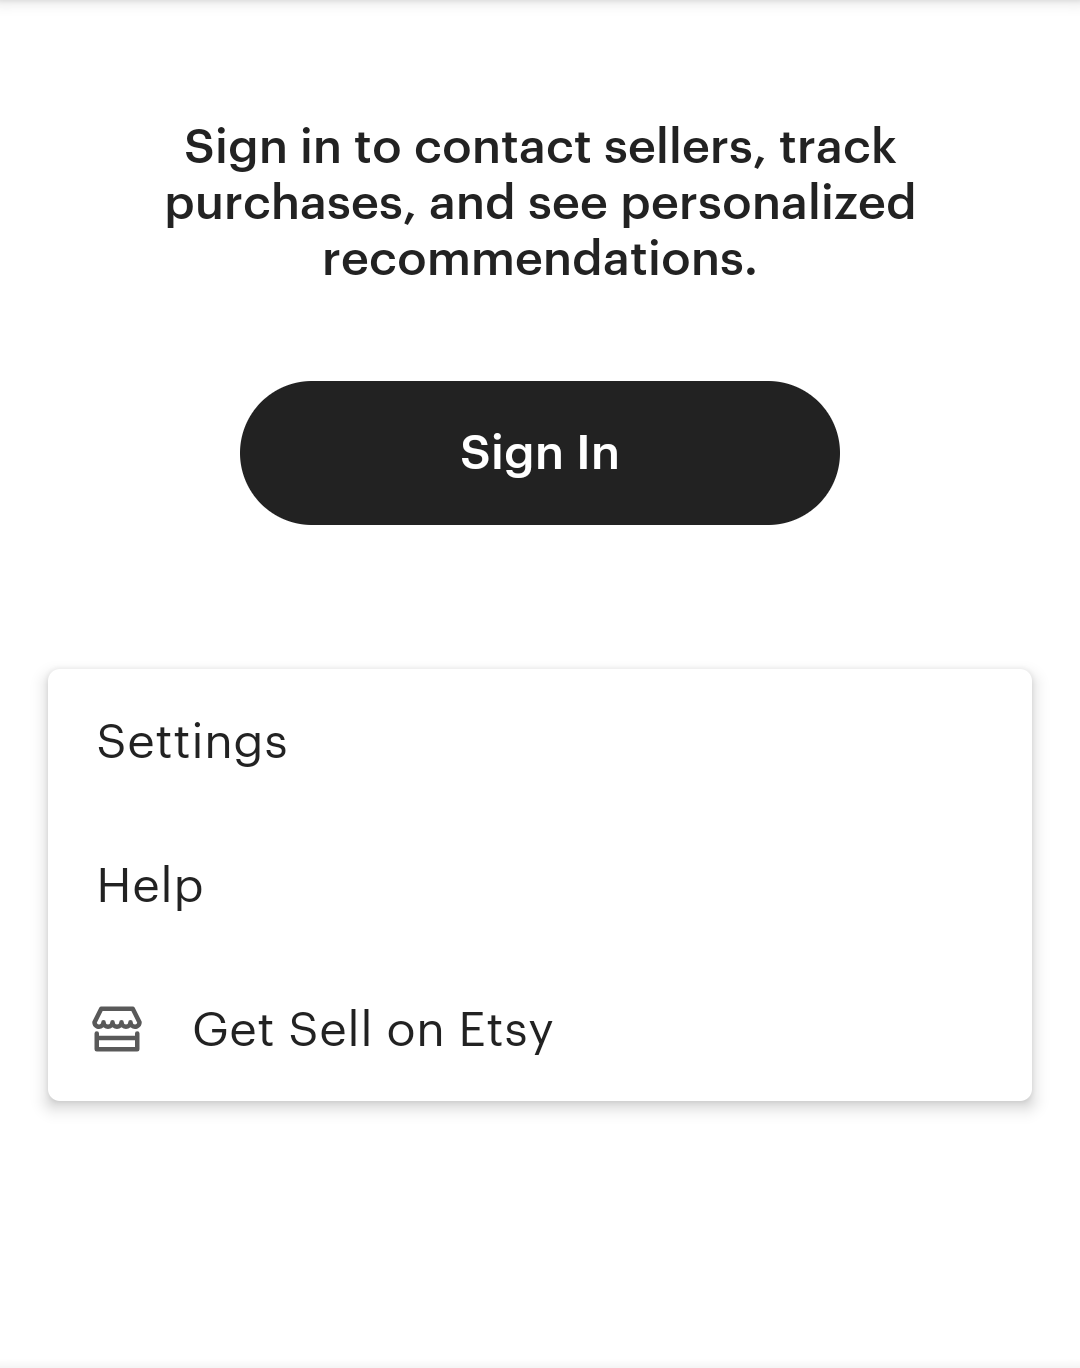 Sign in to contact sellers, track
purchases, and see personalized
recommendations.
Sign In
Settings
Help
Get Sell on Etsy